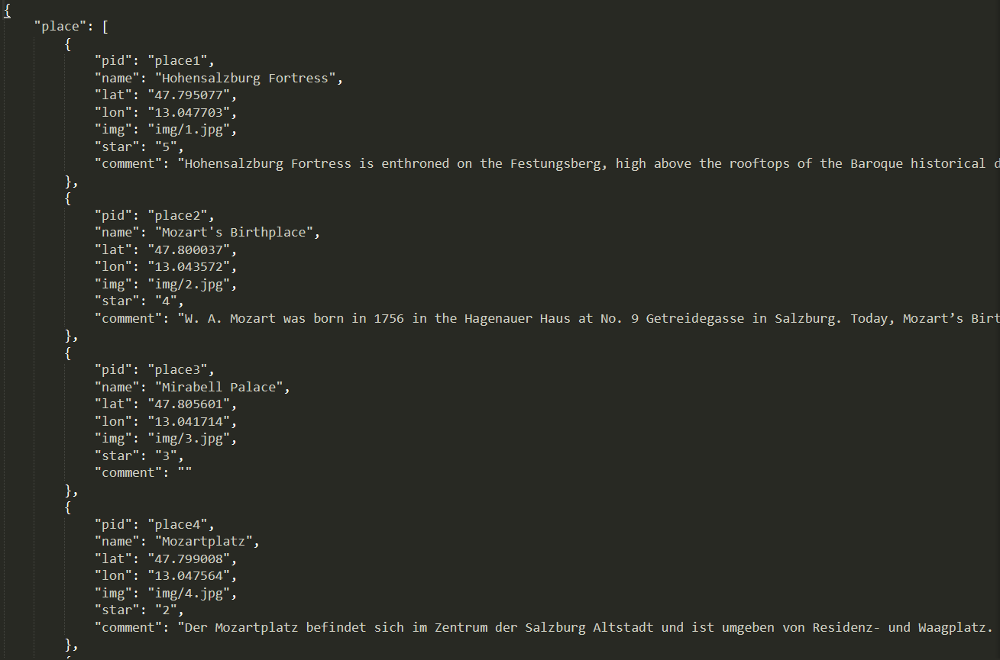 {
"place": [
{
"pid": "place1",
"name": "Hohensalzburg Fortress",
"lat": "47.795077",
"lon": "13.047703",
"img": "img/1.jpg",
"star": "5",
"comment": "Hohensalzburg Fortress is enthroned on the Festungsberg, high above the rooftops of the Baroque historical
},
{
"pid": "place2",
"name": "Mozart's Birthplace",
"lat": "47.800037",
"lon": "13.043572",
"img": "img/2.jpg",
"star": "4",
"comment": "W. A. Mozart was born in 1756 in the Hagenauer Haus at No. 9 Getreidegasse in Salzburg. Today, Mozart’s Birt
},
{
"pid": "place3",
"name": "Mirabell Palace",
"lat": "47.805601",
"lon": "13.041714",
"img": "img/3.jpg",
"star": "3",
"comment": ""
},
{
"pid": "place4",
"name": "Mozartplatz",
"lat": "47.799008",
"lon": "13.047564",
"img": "img/4.jpg",
"star": "2",
"comment": "Der Mozartplatz befindet sich im Zentrum der Salzburg Altstadt und ist umgeben von Residenz- und Waagplatz.
},